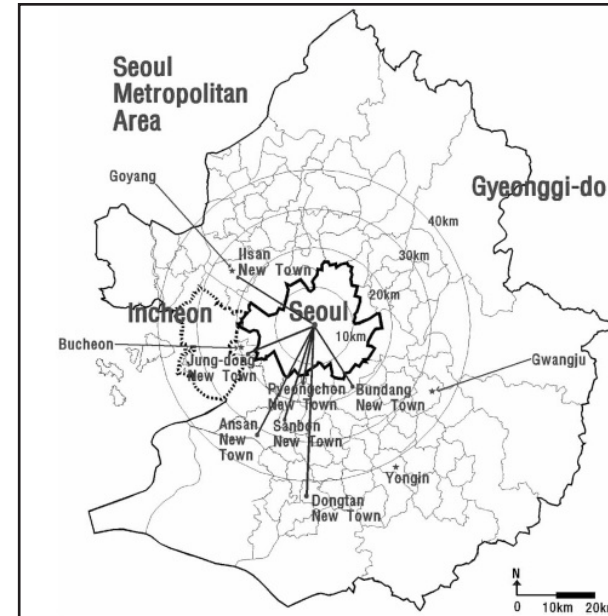 Seoul
Metropolitan
Area
Goyang
Gyeonggi-do
40km
Ilsan
New Town
30km
20km
Incheon
Seoul
10km
Bucheon
Jung-dong
New Town
Gwangju
Pyeongchon
New Town
Bundang
New Town
Ansan
New
Town
Sanbon
New Town
Yongin
Dongtan
New Town
N
0 10km 20km